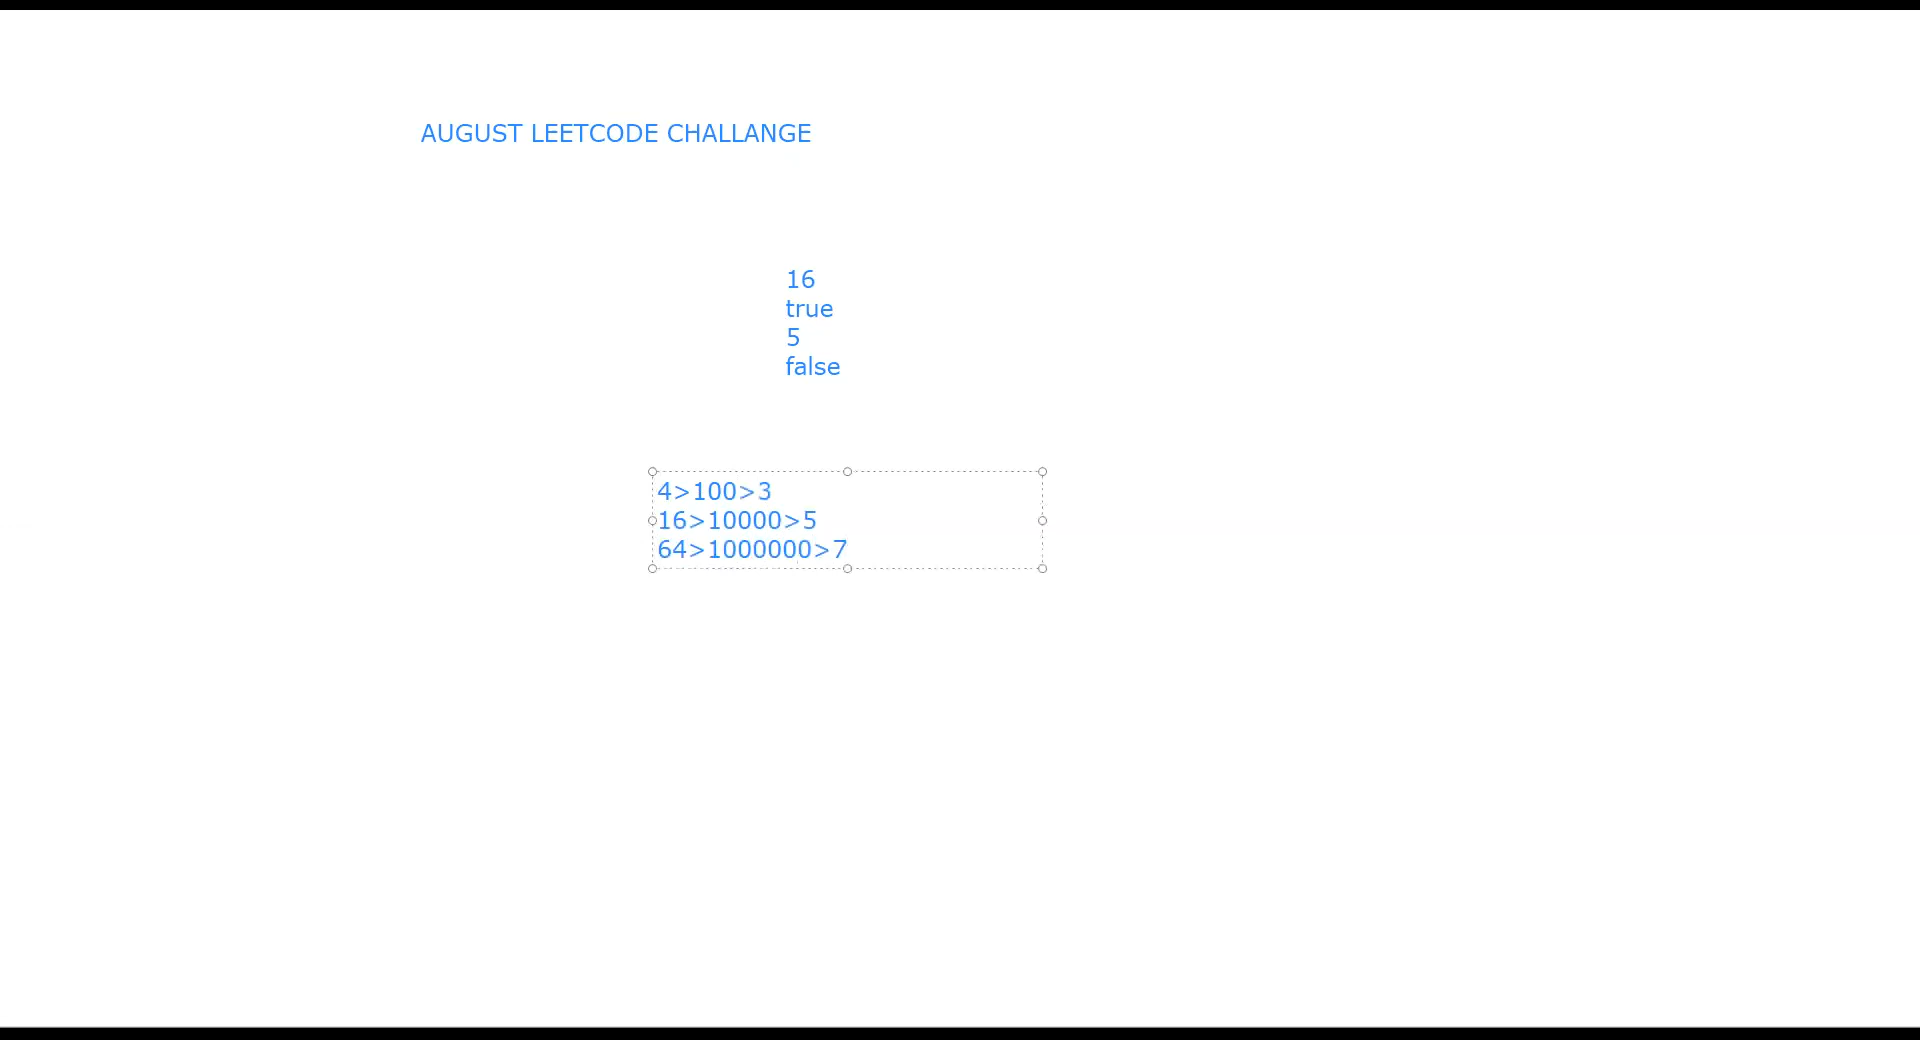 AUGUST LEETCODE CHALLANGE
16
true
5
false
4>100>3
16>10000>5
64>1000000>7